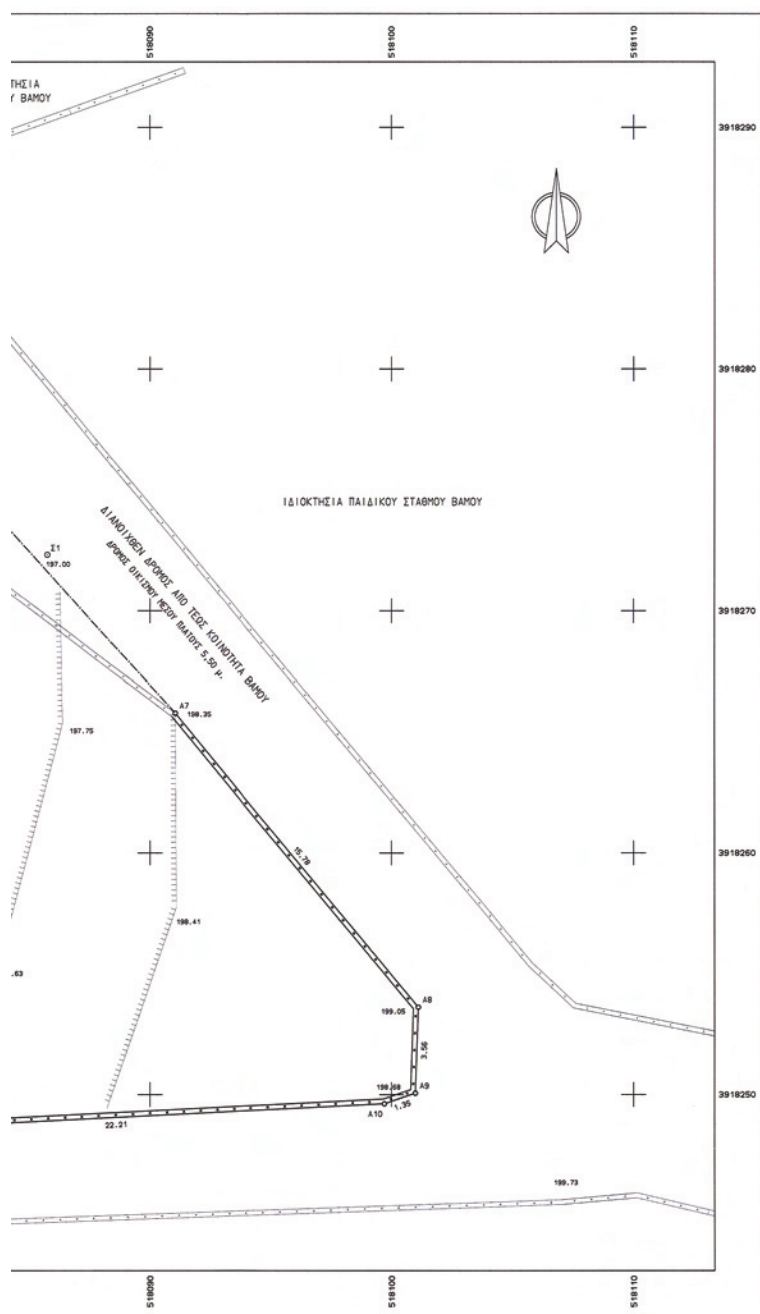 518090
518100
518110
ΤΗΣΙΑ
Υ ΒΑΜΟΥ
3918290
3918280
ΙΔΙΟΚΤΗΣΙΑ ΠΑΙΔΙΚΟΥ ΣΤΑΘΜΟΥ ΒΑΜΟΥ
ΔΙΑΝΟΙΧΘΕΝ ΔΡΟΜΟΣ ΑΠΟ ΤΕΩΣ ΚΟΙΝΟΤΗΤΑ ΒΑΜΟΥ
ΔΡΟΜΟΣ ΟΙΚΙΣΜΟΥ ΜΕΣΟΥ ΠΛΑΤΟΥΣ 5,50 μ.
Σ1
197.00
3918270
A7
198.35
197.75
15.78
3918260
198.41
.63
A8
199.05
3.56
198.68
A9
3918250
A10
1.35
22.21
199.73
518090
518100
518110